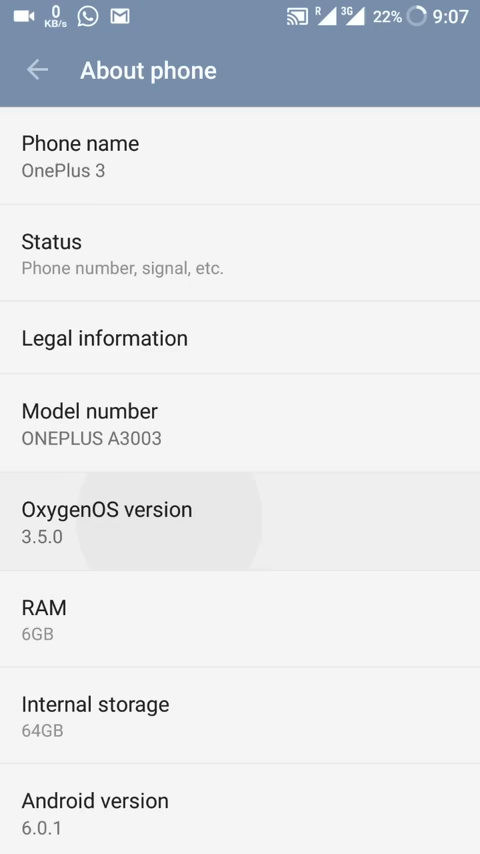 0
KB/s
R
3G
22%
9:07
About phone
Phone name
OnePlus 3
Status
Phone number, signal, etc.
Legal information
Model number
ONEPLUS A3003
OxygenOS version
3.5.0
RAM
6GB
Internal storage
64GB
Android version
6.0.1